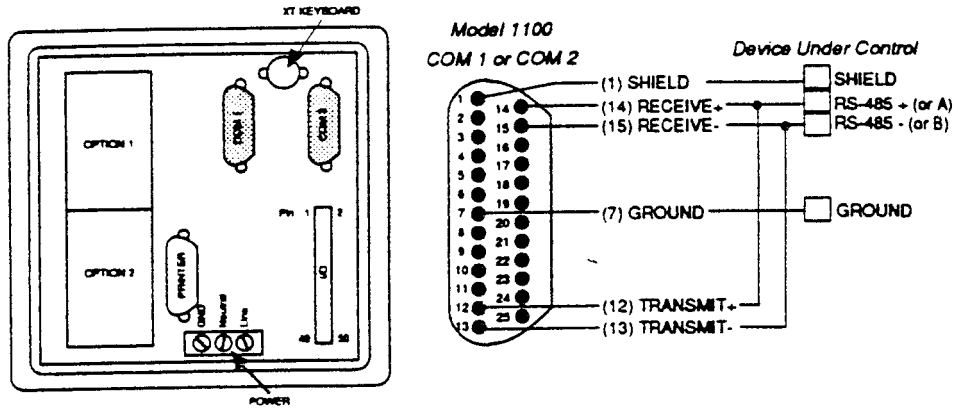 XT KEYBOARD
COM 1
COM 2
OPTION 1
Pin 1 2
I/O
OPTION 2
PRINTER
GND
Neutral
Line
49 50
POWER
Model 1100
COM 1 or COM 2
Device Under Control
1
2
3
4
5
6
7
8
9
10
11
12
13
14
15
16
17
18
19
20
21
22
23
24
25
(1) SHIELD
SHIELD
(14) RECEIVE+
RS-485 + (or A)
(15) RECEIVE-
RS-485 - (or B)
(7) GROUND
GROUND
(12) TRANSMIT+
(13) TRANSMIT-